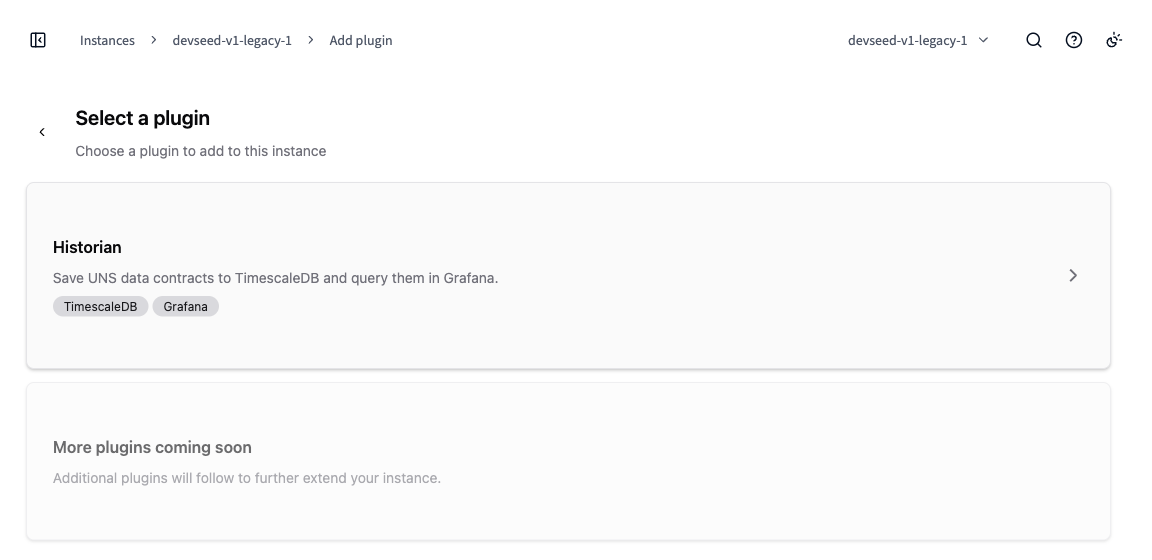 Instances > devseed-v1-legacy-1 > Add plugin
devseed-v1-legacy-1
Select a plugin
Choose a plugin to add to this instance
Historian
Save UNS data contracts to TimescaleDB and query them in Grafana.
TimescaleDB Grafana
More plugins coming soon
Additional plugins will follow to further extend your instance.